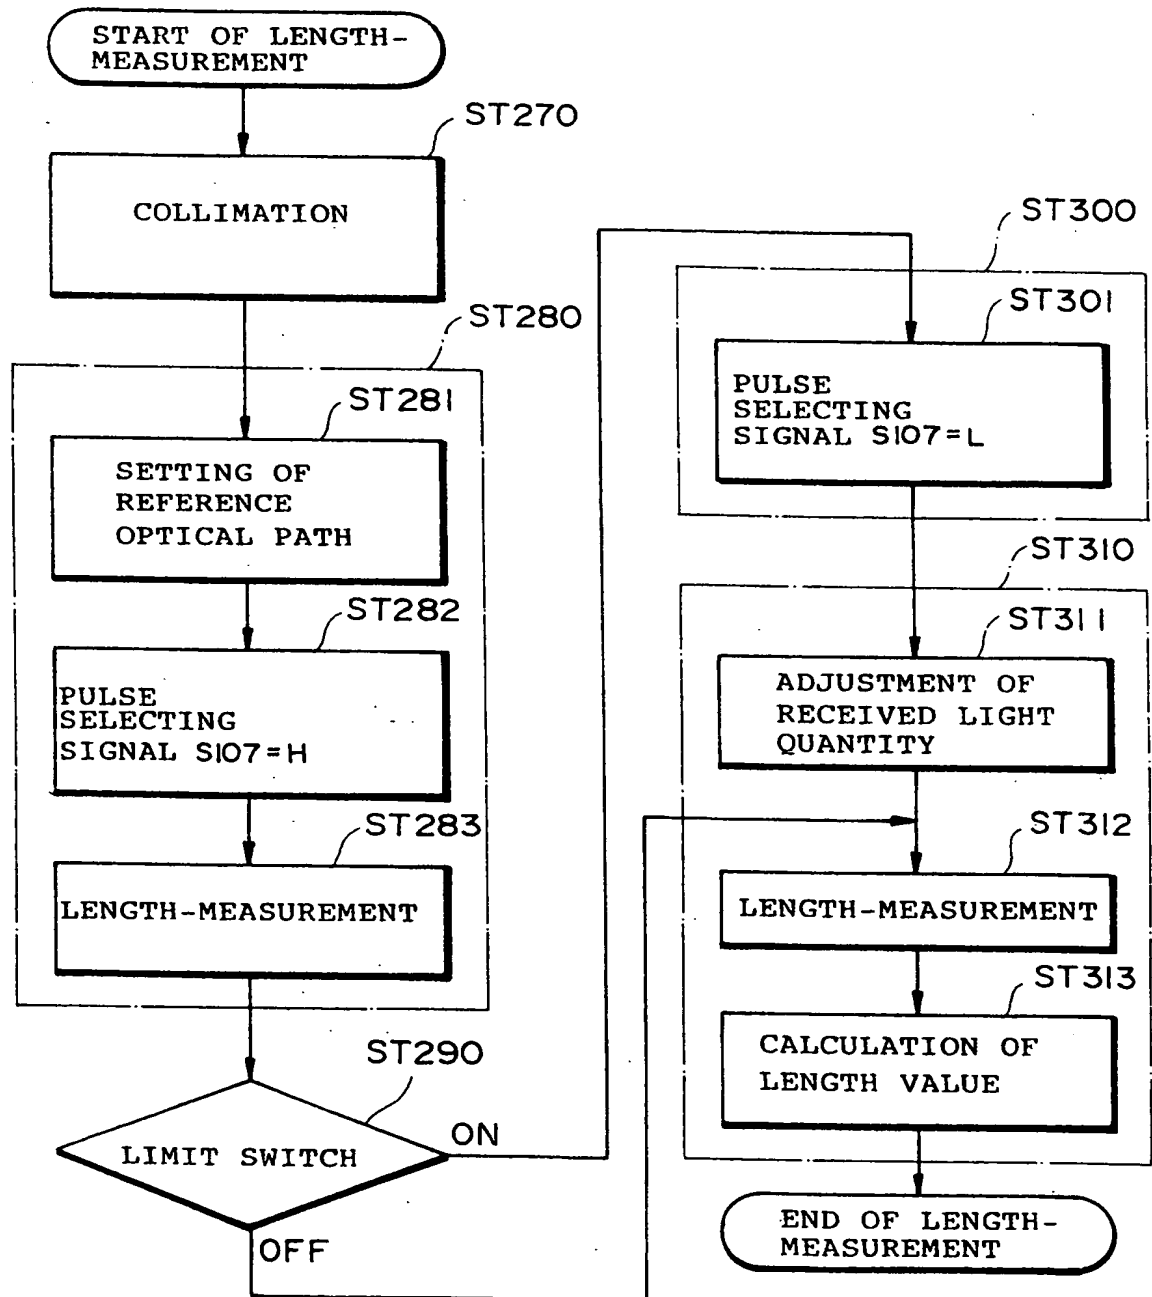 START OF LENGTH-
MEASUREMENT
ST270
COLLIMATION
ST280
ST281
SETTING OF
REFERENCE
OPTICAL PATH
ST282
PULSE
SELECTING
SIGNAL S107=H
ST283
LENGTH-MEASUREMENT
ST290
LIMIT SWITCH
ON
OFF
ST300
ST301
PULSE
SELECTING
SIGNAL S107=L
ST310
ST311
ADJUSTMENT OF
RECEIVED LIGHT
QUANTITY
ST312
LENGTH-MEASUREMENT
ST313
CALCULATION OF
LENGTH VALUE
END OF LENGTH-
MEASUREMENT